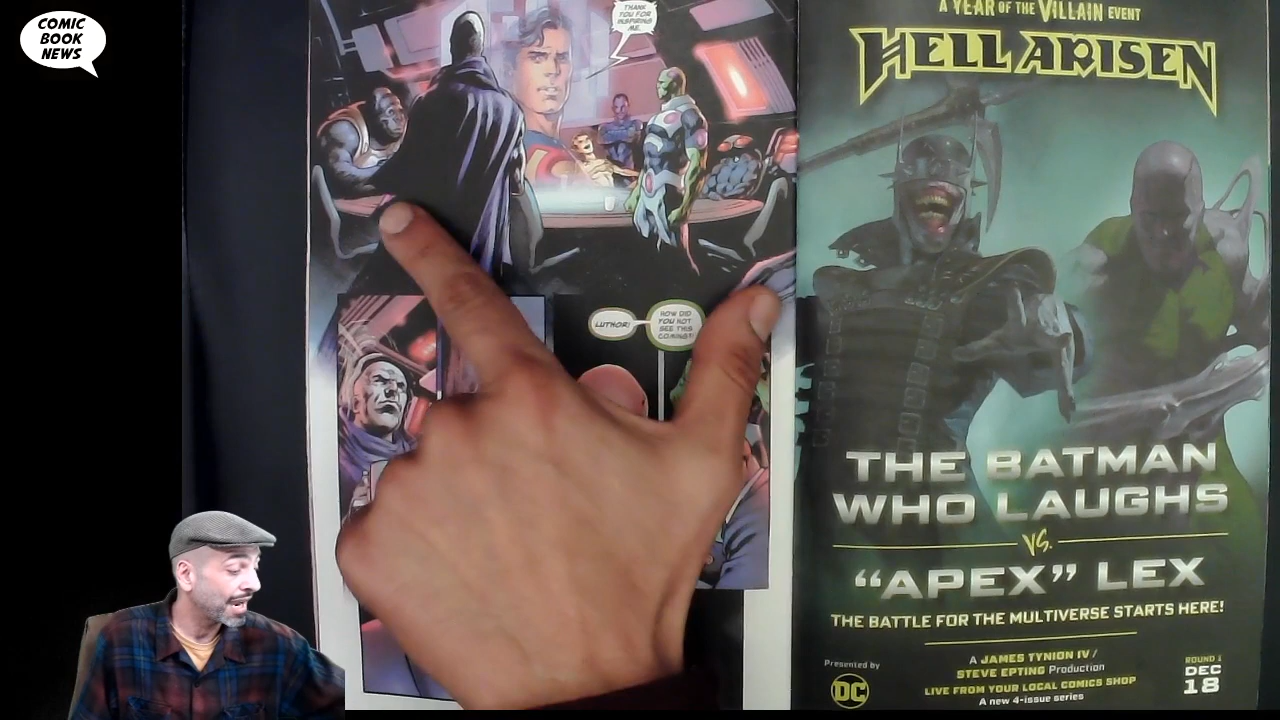 COMIC
BOOK
NEWS
THANK
YOU FOR
INSPIRING
ME.
LUTHOR!
HOW DID
YOU NOT
SEE THIS
COMING?
A YEAR OF THE VILLAIN EVENT
HELL ARISEN
THE BATMAN
WHO LAUGHS
VS.
"APEX" LEX
THE BATTLE FOR THE MULTIVERSE STARTS HERE!
Presented by
DC
A JAMES TYNION IV /
STEVE EPTING Production
LIVE FROM YOUR LOCAL COMICS SHOP
A new 4-issue series
ROUND 1
DEC
18